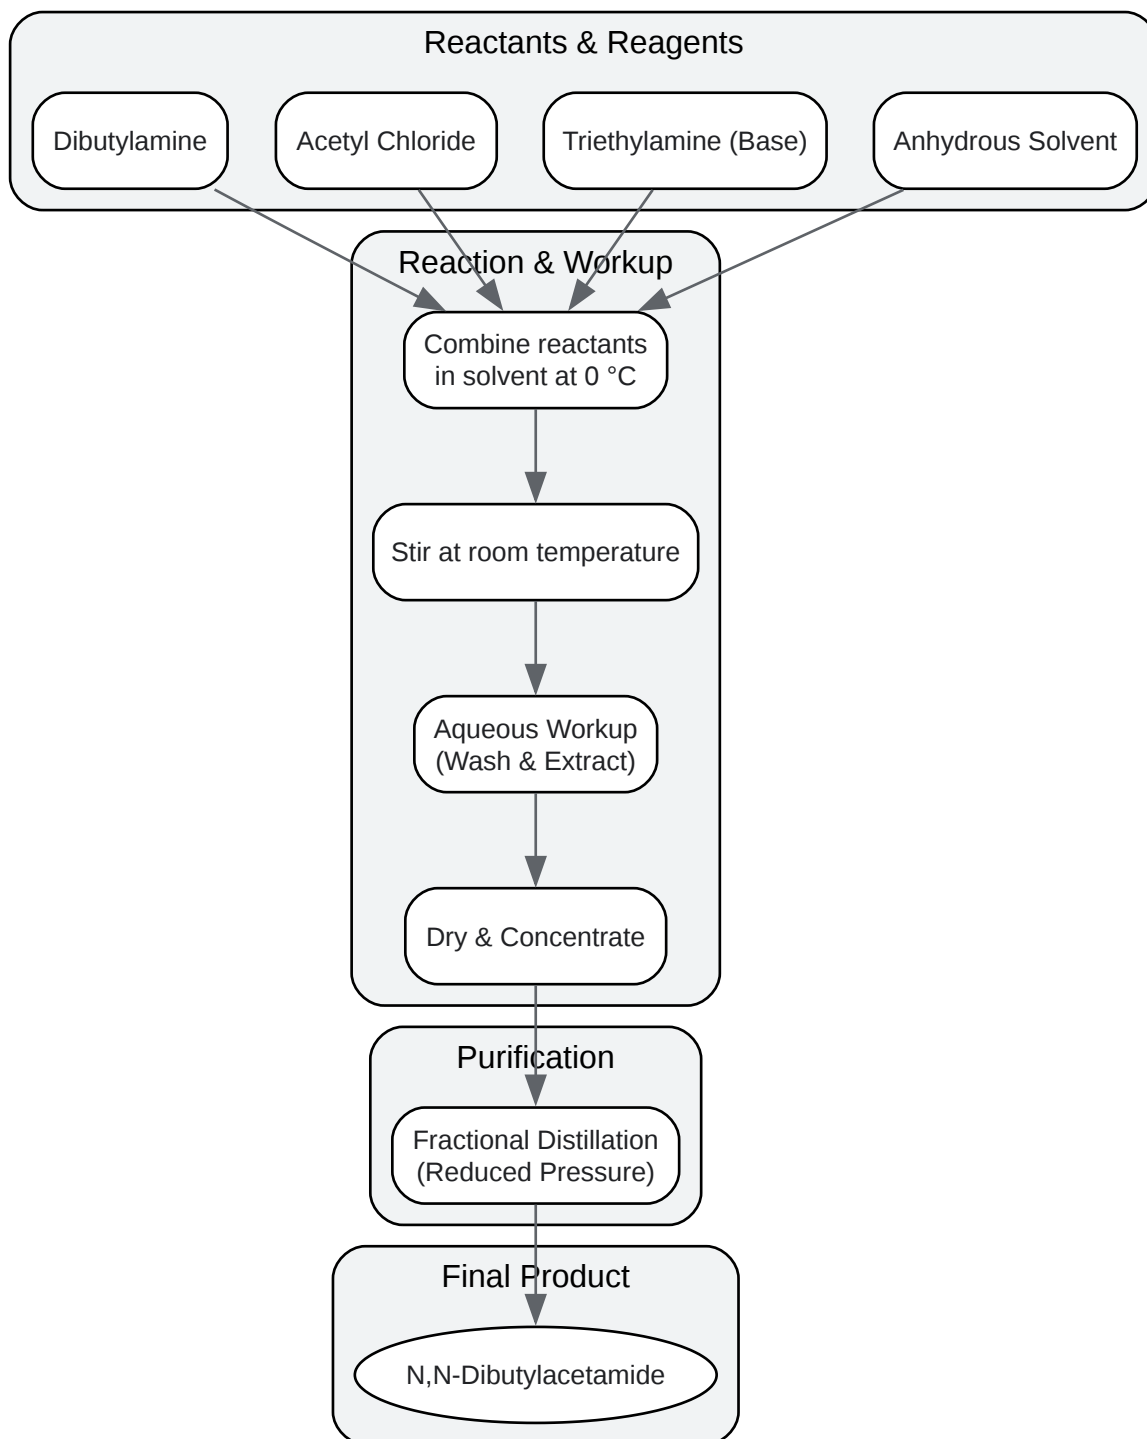 Reactants & Reagents
Dibutylamine
Acetyl Chloride
Triethylamine (Base)
Anhydrous Solvent
Reaction & Workup
Combine reactants
in solvent at 0 °C
Stir at room temperature
Aqueous Workup
(Wash & Extract)
Dry & Concentrate
Purification
Fractional Distillation
(Reduced Pressure)
Final Product
N,N-Dibutylacetamide